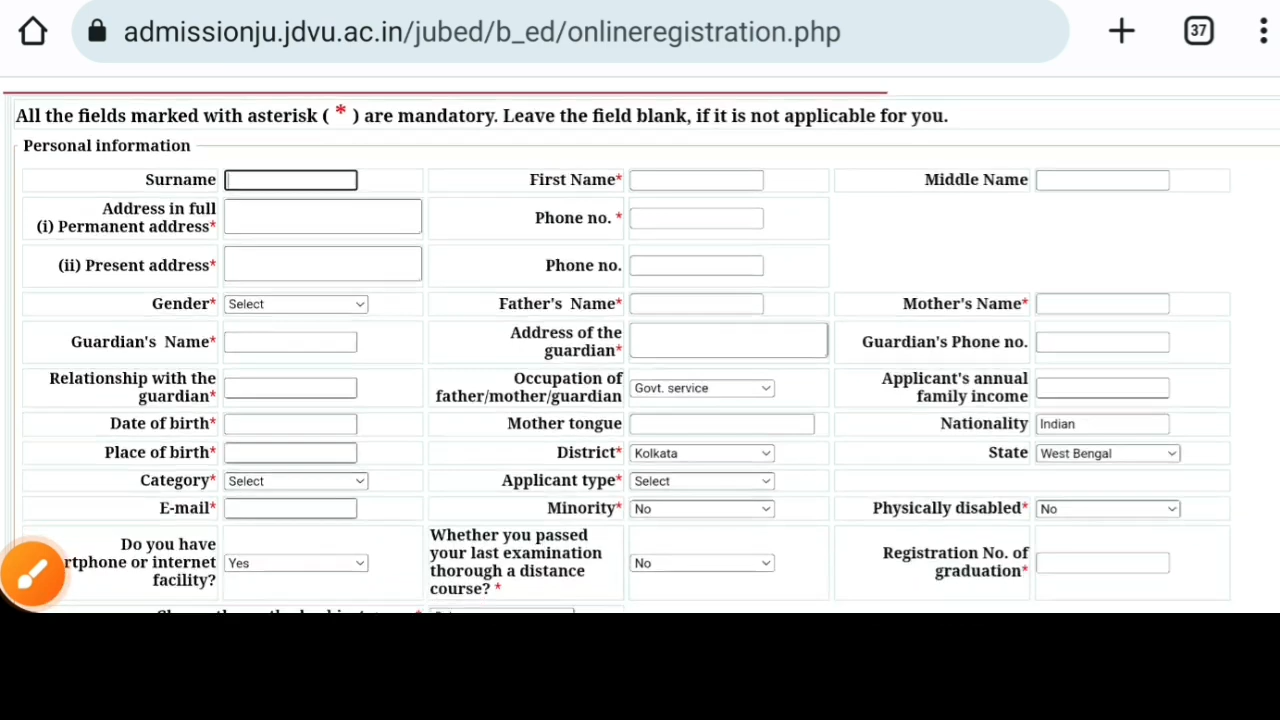 admissionju.jdvu.ac.in/jubed/b_ed/onlineregistration.php
37
All the fields marked with asterisk ( * ) are mandatory. Leave the field blank, if it is not applicable for you.
Personal information
Surname First Name* Middle Name
Address in full
(i) Permanent address* Phone no. *
(ii) Present address* Phone no.
Gender* Select Father's Name* Mother's Name*
Guardian's Name* Address of the
guardian* Guardian's Phone no.
Relationship with the
guardian* Occupation of
father/mother/guardian Govt. service Applicant's annual
family income
Date of birth* Mother tongue Nationality Indian
Place of birth* District* Kolkata State West Bengal
Category* Select Applicant type* Select
E-mail* Minority* No Physically disabled* No
Do you have
rtphone or internet
facility? Yes
Whether you passed
your last examination
thorough a distance
course? * No
Registration No. of
graduation*